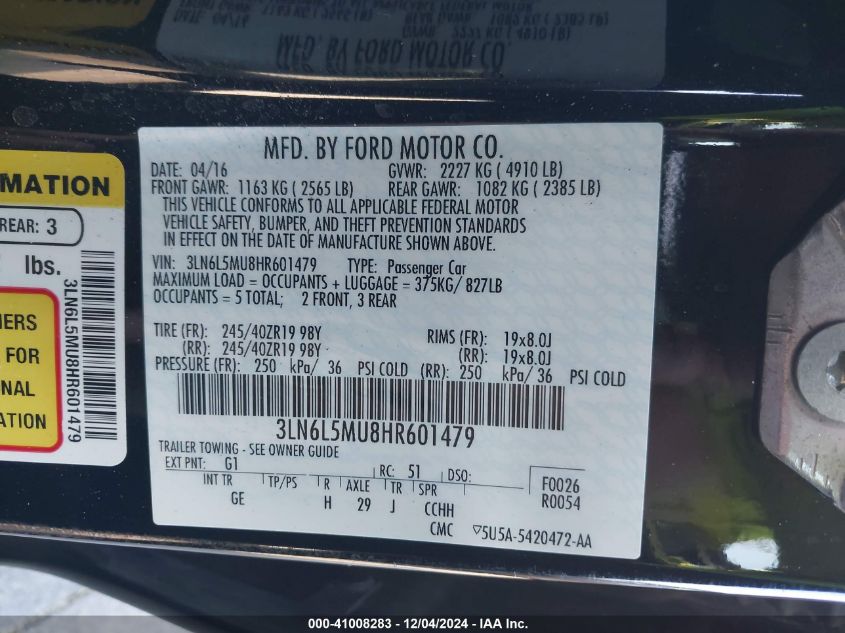 MFD. BY FORD MOTOR CO.
DATE: 04/16 GVWR: 2227 KG ( 4910 LB)
FRONT GAWR: 1163 KG ( 2565 LB) REAR GAWR: 1082 KG ( 2385 LB)
THIS VEHICLE CONFORMS TO ALL APPLICABLE FEDERAL MOTOR
VEHICLE SAFETY, BUMPER, AND THEFT PREVENTION STANDARDS
IN EFFECT ON THE DATE OF MANUFACTURE SHOWN ABOVE.
VIN: 3LN6L5MU8HR601479 TYPE: Passenger Car
MAXIMUM LOAD = OCCUPANTS + LUGGAGE = 375KG/ 827LB
OCCUPANTS = 5 TOTAL; 2 FRONT, 3 REAR
TIRE (FR): 245/40ZR19 98Y RIMS (FR): 19x8.0J
(RR): 245/40ZR19 98Y (RR): 19x8.0J
PRESSURE (FR): 250 kPa/ 36 PSI COLD (RR): 250 kPa/ 36 PSI COLD
3LN6L5MU8HR601479
TRAILER TOWING - SEE OWNER GUIDE
EXT PNT: G1 RC: 51 DSO:
INT TR TP/PS R AXLE TR SPR
GE H 29 J CCHH
CMC ▽5U5A-5420472-AA
F0026
R0054
RMATION
REAR: 3
lbs.
3LN6L5MU8HR601479
FOR
NAL
ATION
000-41008283 - 12/04/2024 - IAA Inc.